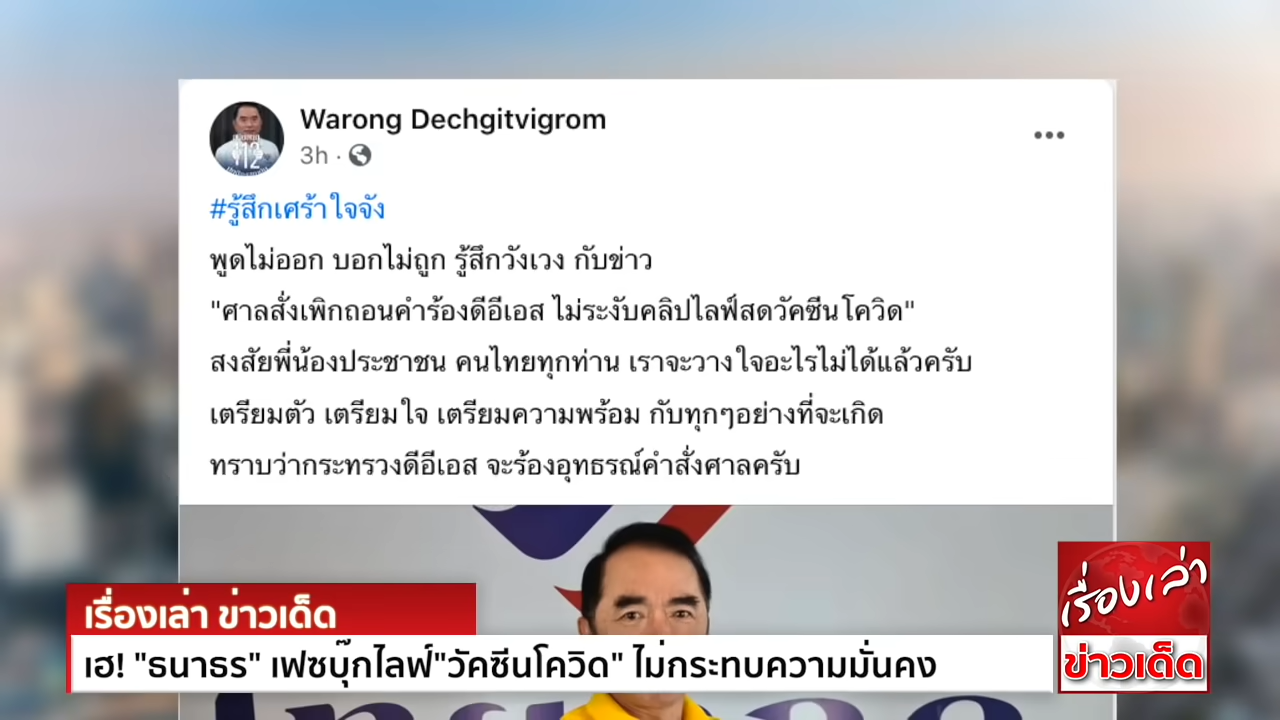 Warong Dechgitvigrom
3h ·
#รู้สึกเศร้าใจจัง
พูดไม่ออก บอกไม่ถูก รู้สึกวังเวง กับข่าว
"ศาลสั่งเพิกถอนคำร้องดีอีเอส ไม่ระงับคลิปไลฟ์สดวัคซีนโควิด"
สงสัยพี่น้องประชาชน คนไทยทุกท่าน เราจะวางใจอะไรไม่ได้แล้วครับ
เตรียมตัว เตรียมใจ เตรียมความพร้อม กับทุกๆอย่างที่จะเกิด
ทราบว่ากระทรวงดีอีเอส จะร้องอุทธรณ์คำสั่งศาลครับ
112
เรื่องเล่า ข่าวเด็ด
เฮ! "ธนาธร" เฟซบุ๊กไลฟ์"วัคซีนโควิด" ไม่กระทบความมั่นคง
เรื่องเล่า
ข่าวเด็ด